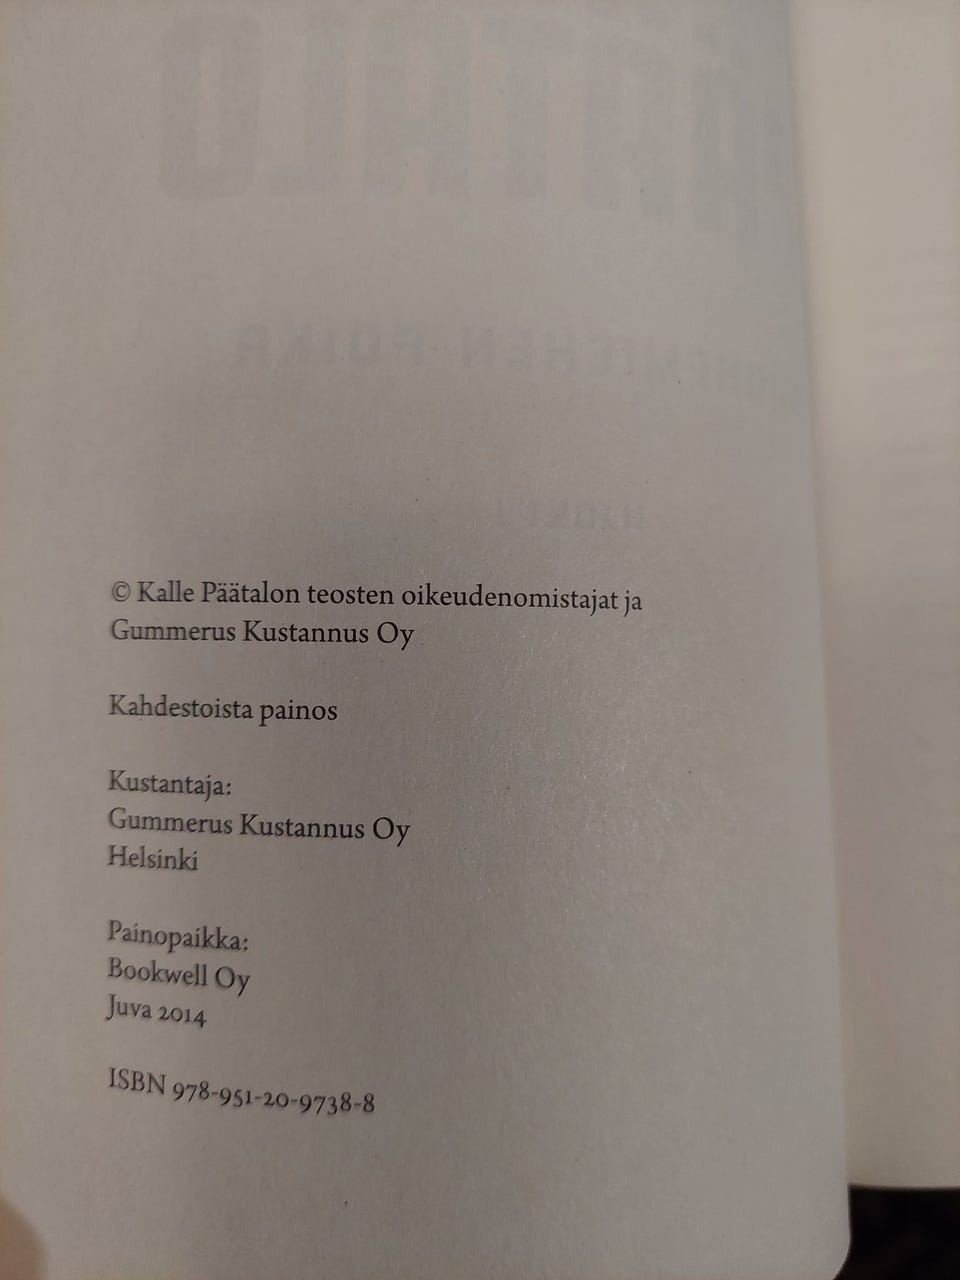 © Kalle Päätalon teosten oikeudenomistajat ja
Gummerus Kustannus Oy
Kahdestoista painos
Kustantaja:
Gummerus Kustannus Oy
Helsinki
Painopaikka:
Bookwell Oy
Juva 2014
ISBN 978-951-20-9738-8